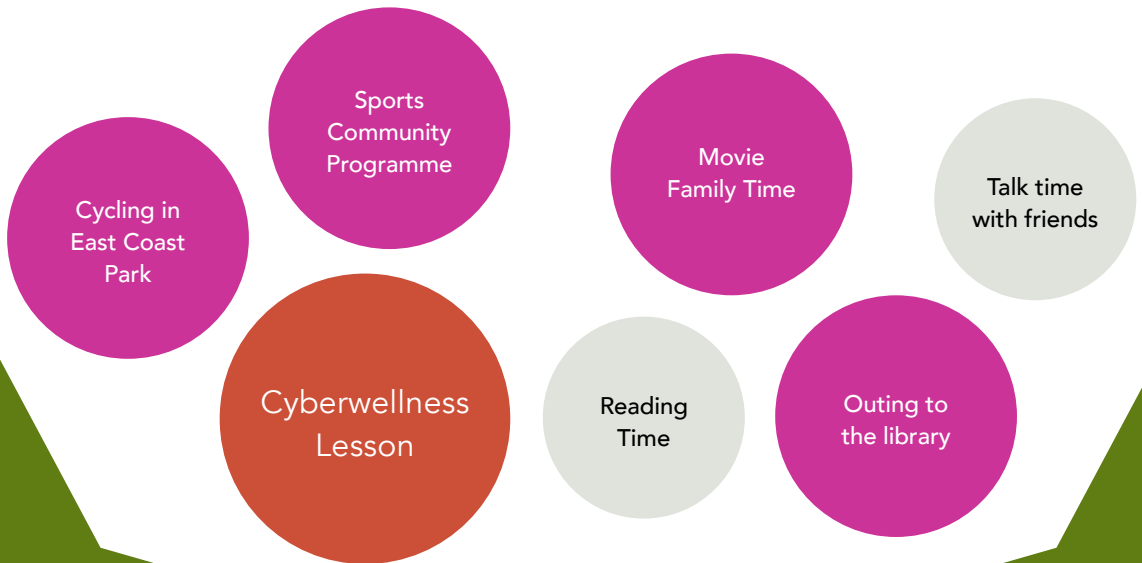 Sports
Community
Programme
Movie
Family Time
Talk time
with friends
Cycling in
East Coast
Park
Cyberwellness
Lesson
Reading
Time
Outing to
the library